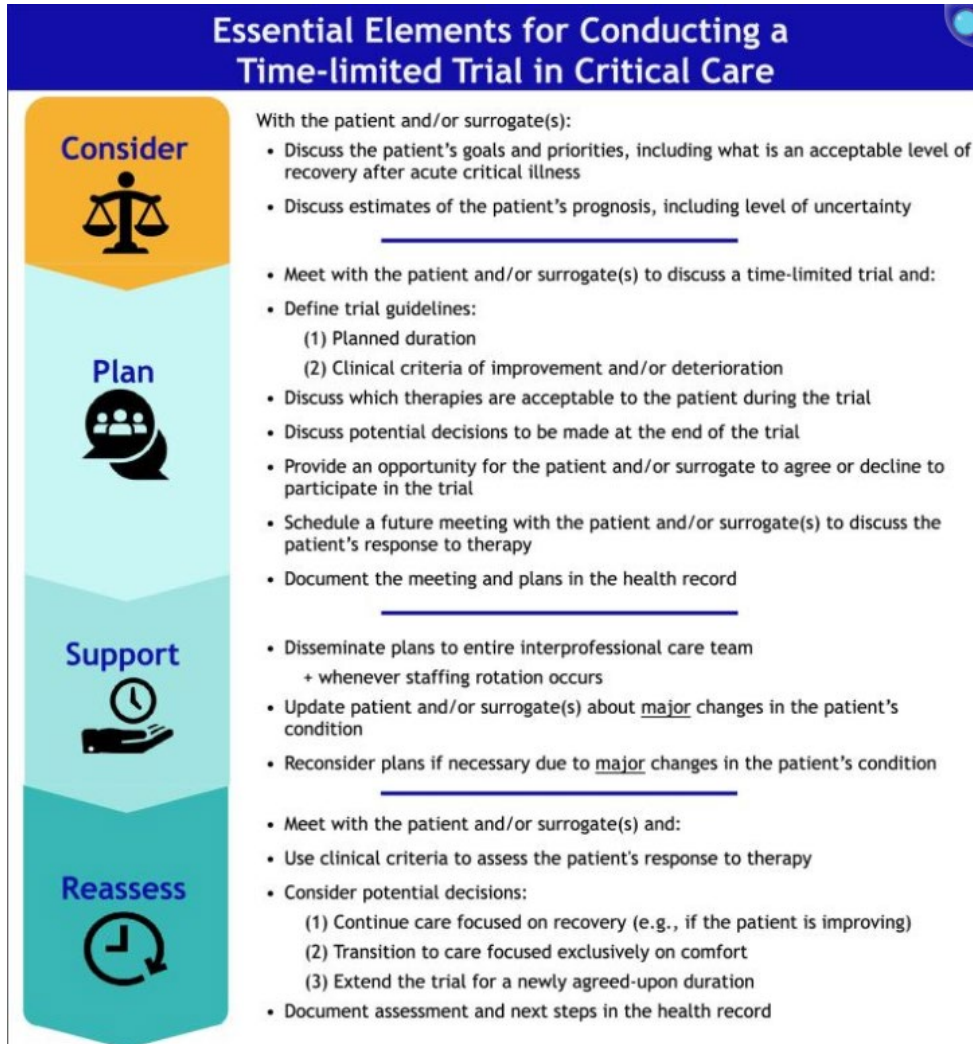 Essential Elements for Conducting a
Time-limited Trial in Critical Care
Consider
With the patient and/or surrogate(s):
• Discuss the patient's goals and priorities, including what is an acceptable level of
recovery after acute critical illness
• Discuss estimates of the patient's prognosis, including level of uncertainty
Plan
• Meet with the patient and/or surrogate(s) to discuss a time-limited trial and:
• Define trial guidelines:
(1) Planned duration
(2) Clinical criteria of improvement and/or deterioration
• Discuss which therapies are acceptable to the patient during the trial
• Discuss potential decisions to be made at the end of the trial
• Provide an opportunity for the patient and/or surrogate to agree or decline to
participate in the trial
• Schedule a future meeting with the patient and/or surrogate(s) to discuss the
patient's response to therapy
• Document the meeting and plans in the health record
Support
• Disseminate plans to entire interprofessional care team
+ whenever staffing rotation occurs
• Update patient and/or surrogate(s) about major changes in the patient's
condition
• Reconsider plans if necessary due to major changes in the patient's condition
Reassess
• Meet with the patient and/or surrogate(s) and:
• Use clinical criteria to assess the patient's response to therapy
• Consider potential decisions:
(1) Continue care focused on recovery (e.g., if the patient is improving)
(2) Transition to care focused exclusively on comfort
(3) Extend the trial for a newly agreed-upon duration
• Document assessment and next steps in the health record